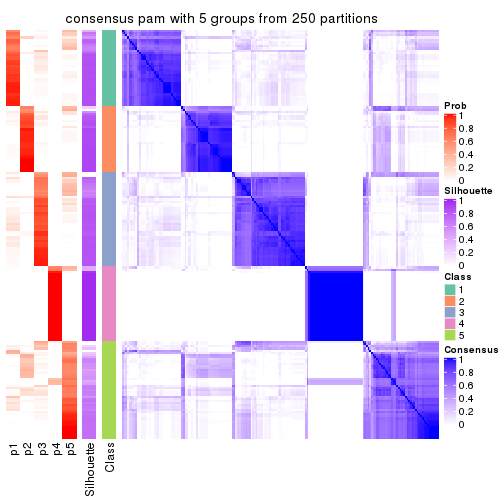 consensus pam with 5 groups from 250 partitions
Prob
1
0.8
0.6
0.4
0.2
0
Silhouette
1
0.8
0.6
0.4
0.2
0
Class
1
2
3
4
5
Consensus
1
0.8
0.6
0.4
0.2
0
p1
p2
p3
p4
p5
Silhouette
Class